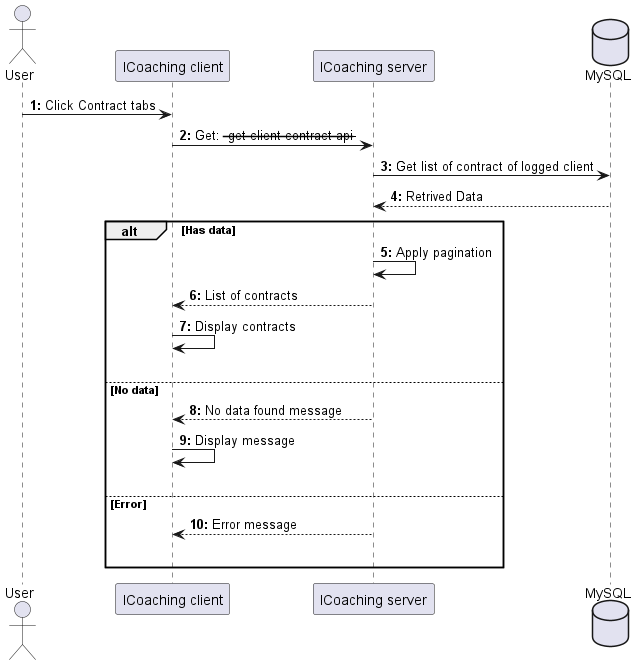 User
ICoaching client
ICoaching server
MySQL
1: Click Contract tabs
2: Get: -get-client-contract-api
3: Get list of contract of logged client
4: Retrived Data
alt [Has data]
5: Apply pagination
6: List of contracts
7: Display contracts
[No data]
8: No data found message
9: Display message
[Error]
10: Error message
User
ICoaching client
ICoaching server
MySQL